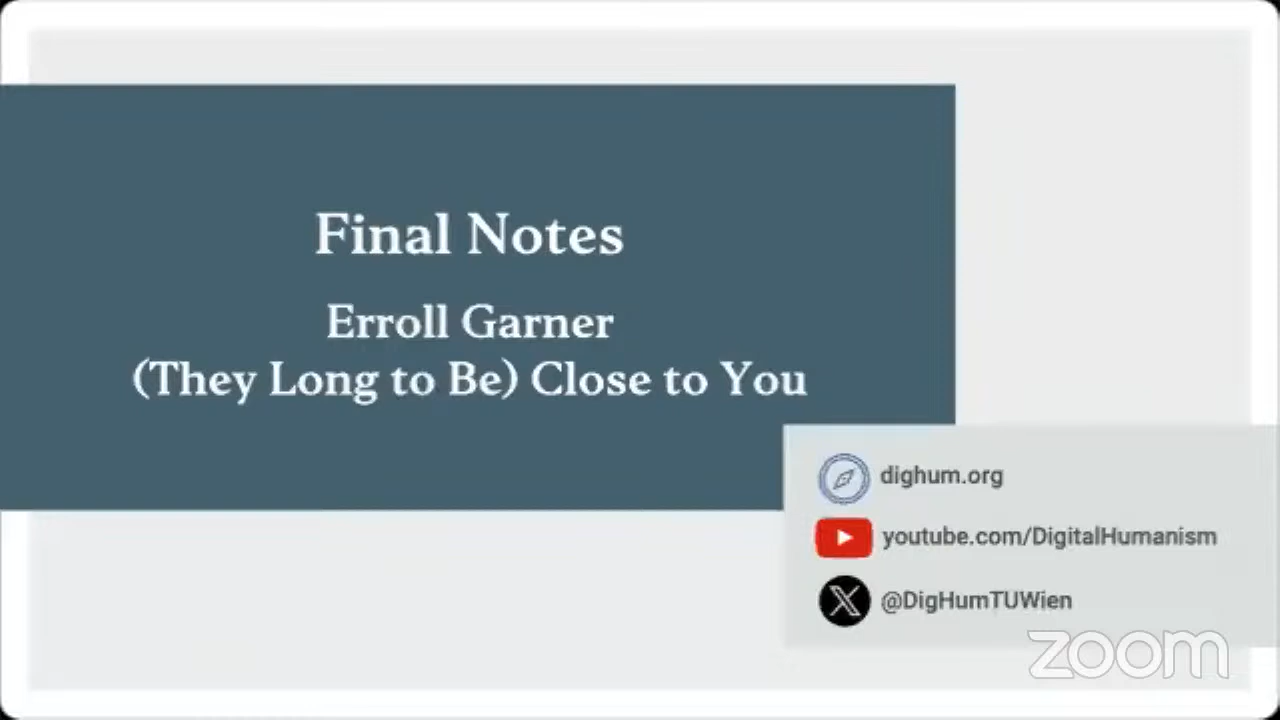 Final Notes
Erroll Garner
(They Long to Be) Close to You
dighum.org
youtube.com/DigitalHumanism
@DigHumTUWien
zoom